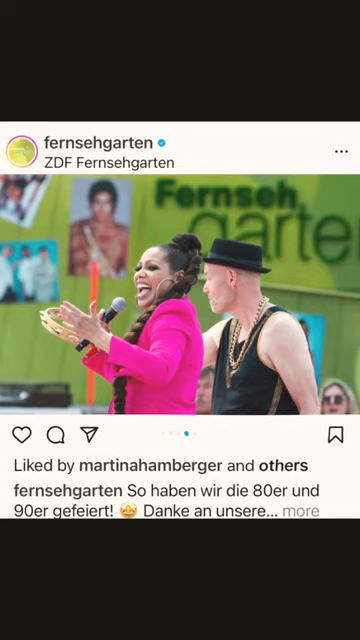 fernsehgarten
ZDF Fernsehgarten
Fernseh
garten
Liked by martinahamberger and others
fernsehgarten So haben wir die 80er und
90er gefeiert! 🤩 Danke an unsere... more